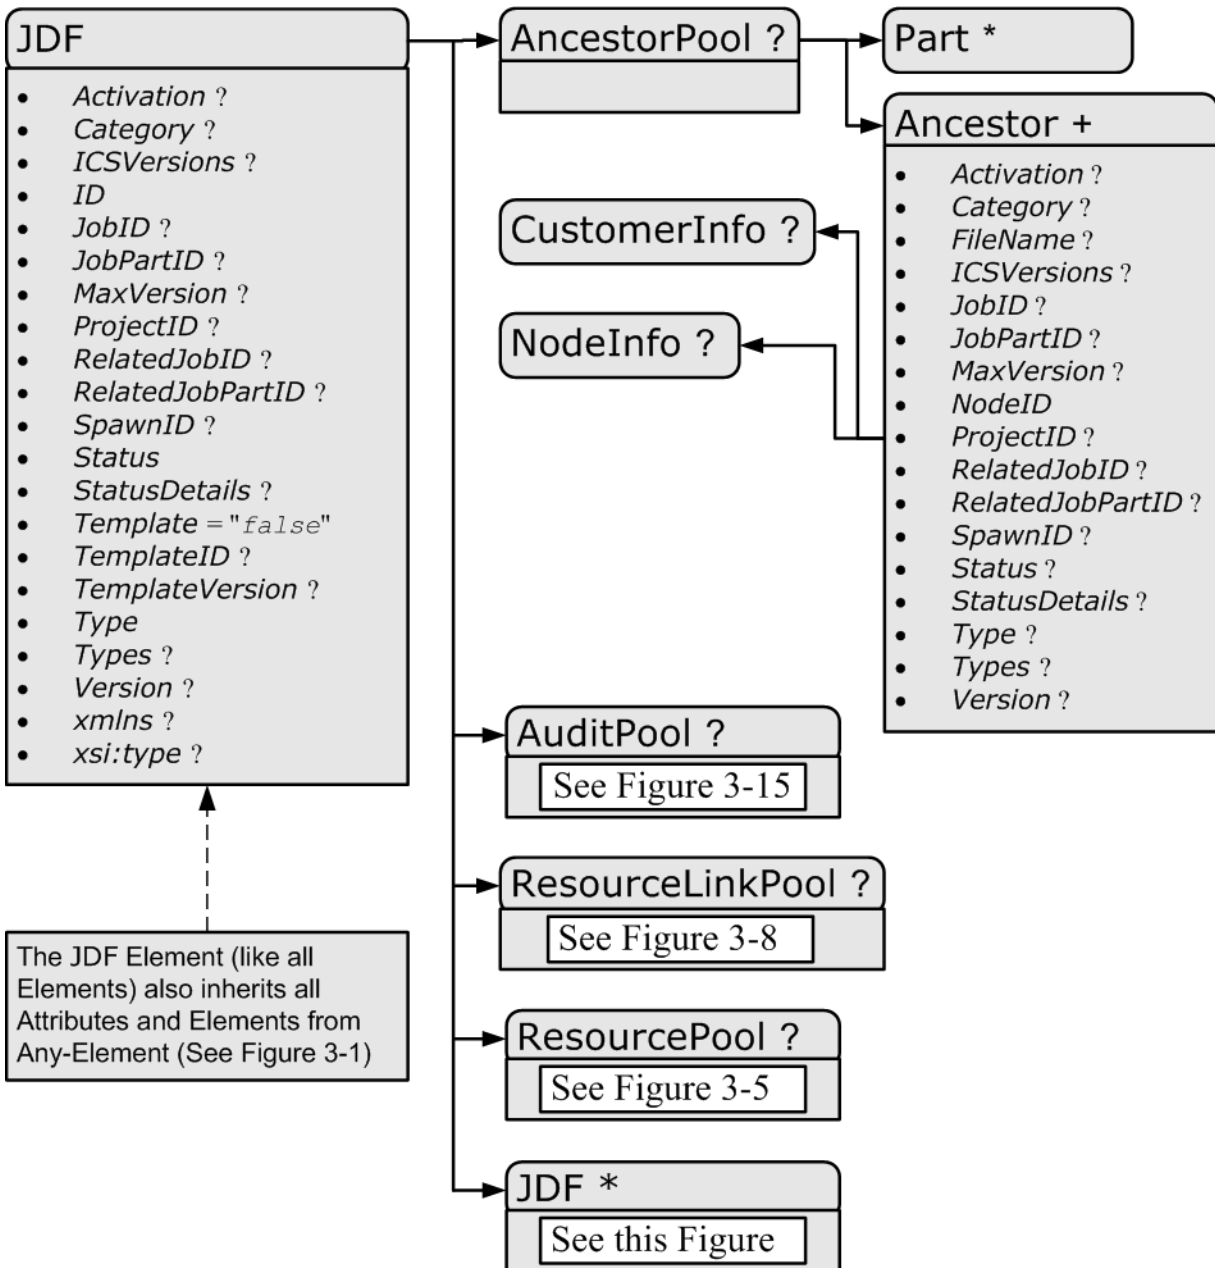 JDF
• Activation ?
• Category ?
• ICSVersions ?
• ID
• JobID ?
• JobPartID ?
• MaxVersion ?
• ProjectID ?
• RelatedJobID ?
• RelatedJobPartID ?
• SpawnID ?
• Status
• StatusDetails ?
• Template = "false"
• TemplateID ?
• TemplateVersion ?
• Type
• Types ?
• Version ?
• xmlns ?
• xsi:type ?
The JDF Element (like all
Elements) also inherits all
Attributes and Elements from
Any-Element (See Figure 3-1)
AncestorPool ?
Part *
Ancestor +
• Activation ?
• Category ?
• FileName ?
• ICSVersions ?
• JobID ?
• JobPartID ?
• MaxVersion ?
• NodeID
• ProjectID ?
• RelatedJobID ?
• RelatedJobPartID ?
• SpawnID ?
• Status ?
• StatusDetails ?
• Type ?
• Types ?
• Version ?
CustomerInfo ?
NodeInfo ?
AuditPool ?
See Figure 3-15
ResourceLinkPool ?
See Figure 3-8
ResourcePool ?
See Figure 3-5
JDF *
See this Figure